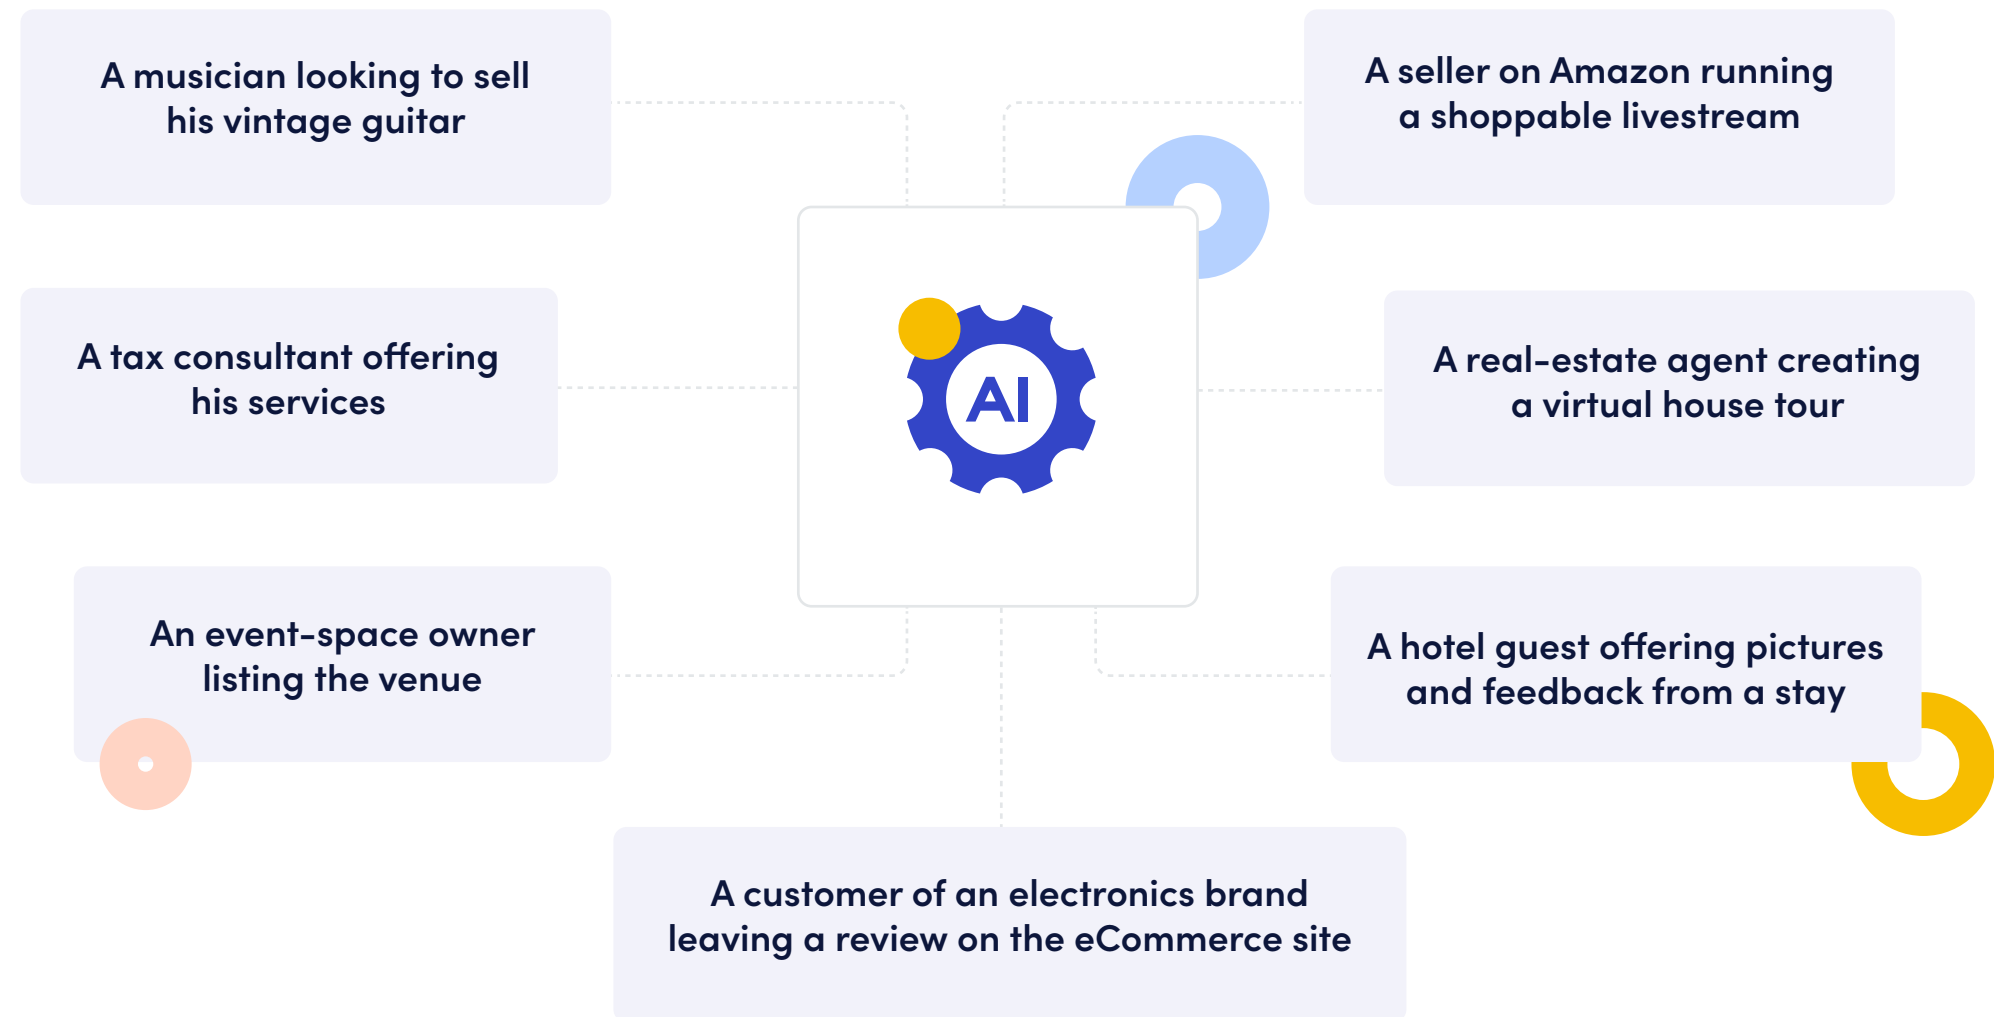 A musician looking to sell
his vintage guitar
A seller on Amazon running
a shoppable livestream
AI
A tax consultant offering
his services
A real-estate agent creating
a virtual house tour
An event-space owner
listing the venue
A hotel guest offering pictures
and feedback from a stay
A customer of an electronics brand
leaving a review on the eCommerce site